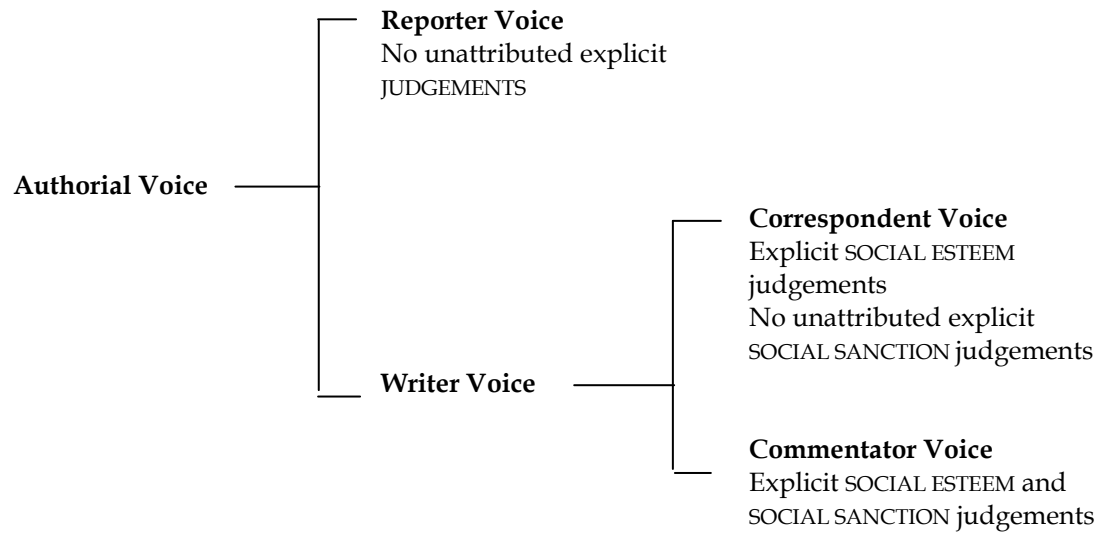 Reporter Voice
No unattributed explicit
JUDGEMENTS
Authorial Voice
Correspondent Voice
Explicit SOCIAL ESTEEM
judgements
No unattributed explicit
SOCIAL SANCTION judgements
Writer Voice
Commentator Voice
Explicit SOCIAL ESTEEM and
SOCIAL SANCTION judgements